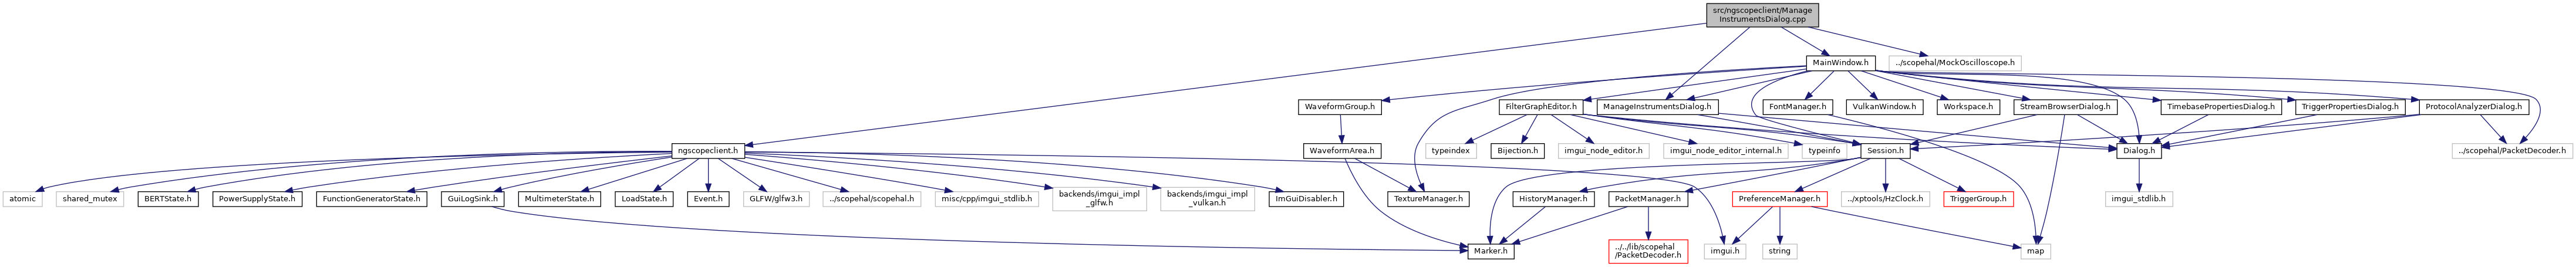 src/ngscopeclient/Manage
InstrumentsDialog.cpp
MainWindow.h
../scopehal/MockOscilloscope.h
WaveformGroup.h
FilterGraphEditor.h
ManageInstrumentsDialog.h
FontManager.h
VulkanWindow.h
Workspace.h
StreamBrowserDialog.h
TimebasePropertiesDialog.h
TriggerPropertiesDialog.h
ProtocolAnalyzerDialog.h
ngscopeclient.h
WaveformArea.h
typeindex
Bijection.h
imgui_node_editor.h
imgui_node_editor_internal.h
typeinfo
Session.h
Dialog.h
../scopehal/PacketDecoder.h
atomic
shared_mutex
BERTState.h
PowerSupplyState.h
FunctionGeneratorState.h
GuiLogSink.h
MultimeterState.h
LoadState.h
Event.h
GLFW/glfw3.h
../scopehal/scopehal.h
misc/cpp/imgui_stdlib.h
backends/imgui_impl
_glfw.h
backends/imgui_impl
_vulkan.h
ImGuiDisabler.h
TextureManager.h
HistoryManager.h
PacketManager.h
PreferenceManager.h
../xptools/HzClock.h
TriggerGroup.h
imgui_stdlib.h
Marker.h
../../lib/scopehal
/PacketDecoder.h
imgui.h
string
map